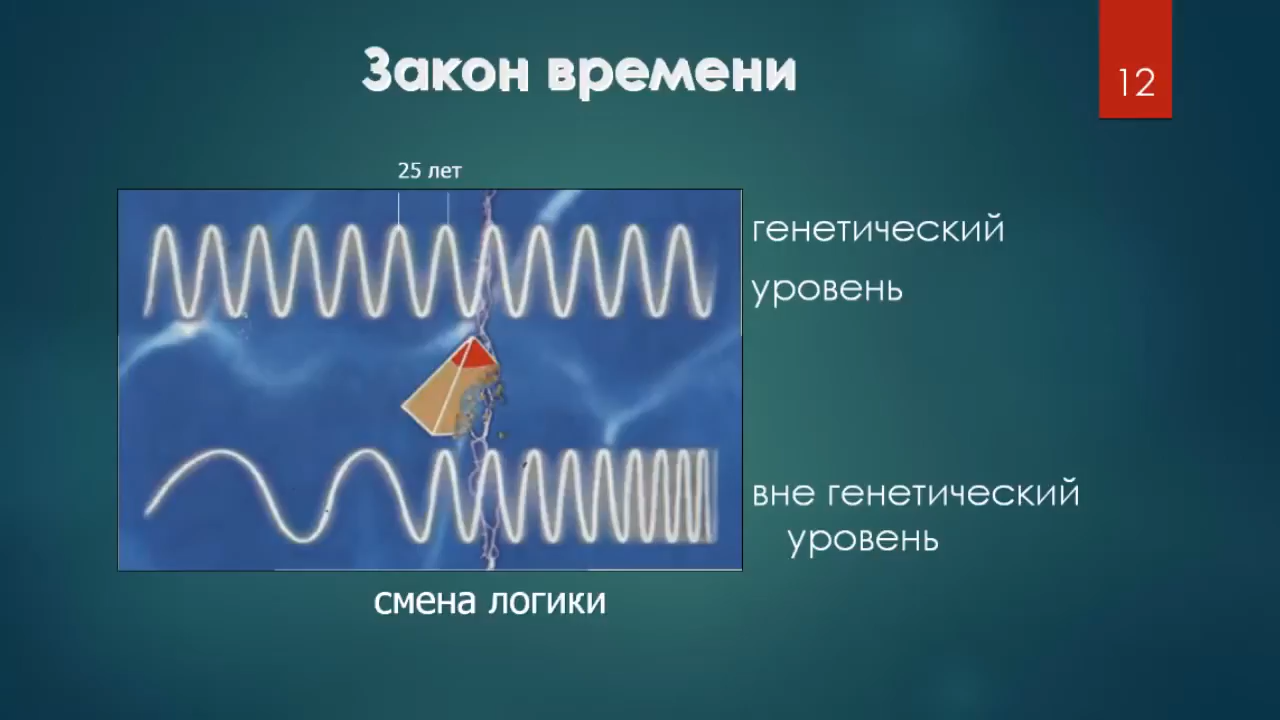 Закон времени
12
25 лет
генетический
уровень
вне генетический
уровень
смена логики